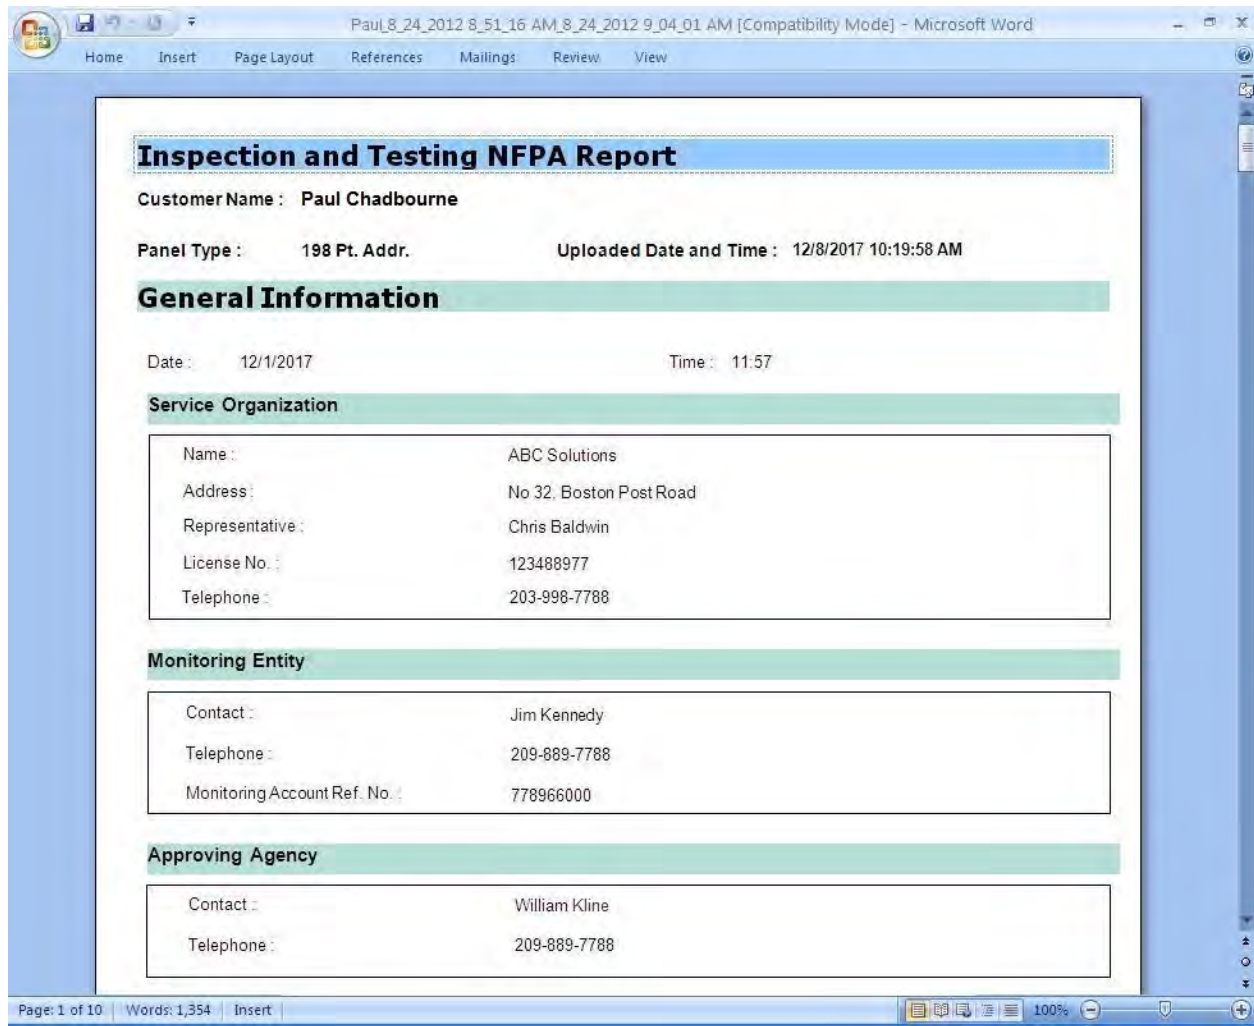 Paul_8_24_2012 8_51_16 AM_8_24_2012 9_04_01 AM [Compatibility Mode] - Microsoft Word
Home Insert Page Layout References Mailings Review View
Inspection and Testing NFPA Report
Customer Name : Paul Chadbourne
Panel Type : 198 Pt. Addr. Uploaded Date and Time : 12/8/2017 10:19:58 AM
General Information
Date : 12/1/2017 Time : 11:57
Service Organization
Name : ABC Solutions
Address : No 32, Boston Post Road
Representative : Chris Baldwin
License No. : 123488977
Telephone : 203-998-7788
Monitoring Entity
Contact : Jim Kennedy
Telephone : 209-889-7788
Monitoring Account Ref. No. : 778966000
Approving Agency
Contact : William Kline
Telephone : 209-889-7788
Page: 1 of 10 Words: 1,354 Insert 100%